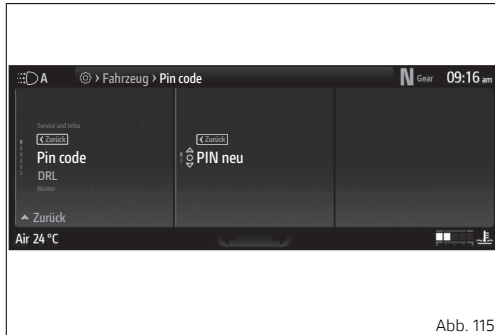 A Fahrzeug > Pin code N Gear 09:16 am
Service und Infos
Zurück
Pin code
DRL
Blinker
Zurück
Zurück
PIN neu
Air 24 °C
Abb. 115